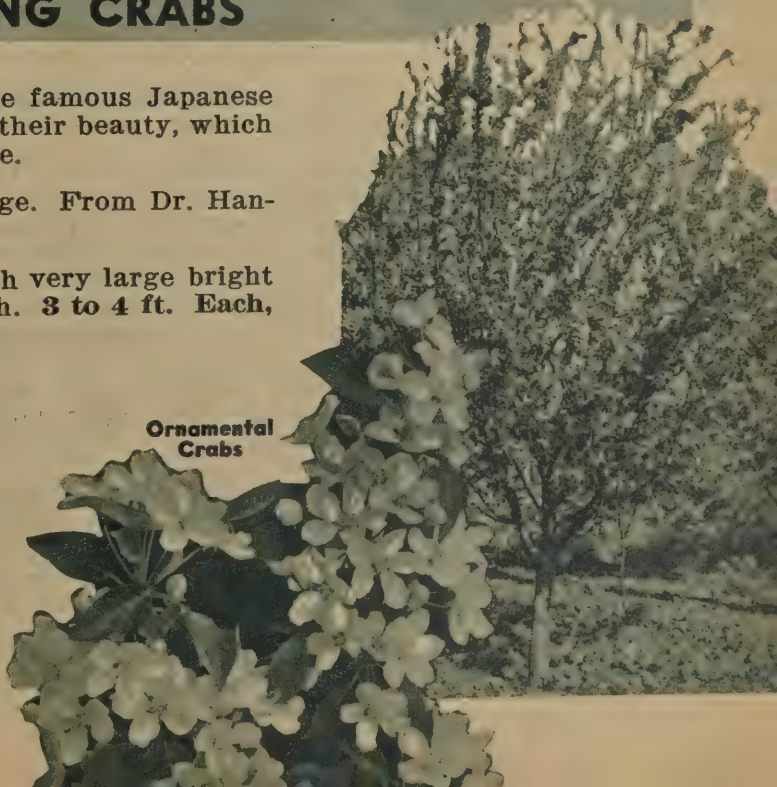 NG CRABS
e famous Japanese
their beauty, which
e.
ge. From Dr. Han-
h very large bright
h. 3 to 4 ft. Each,
Ornamental
Crabs